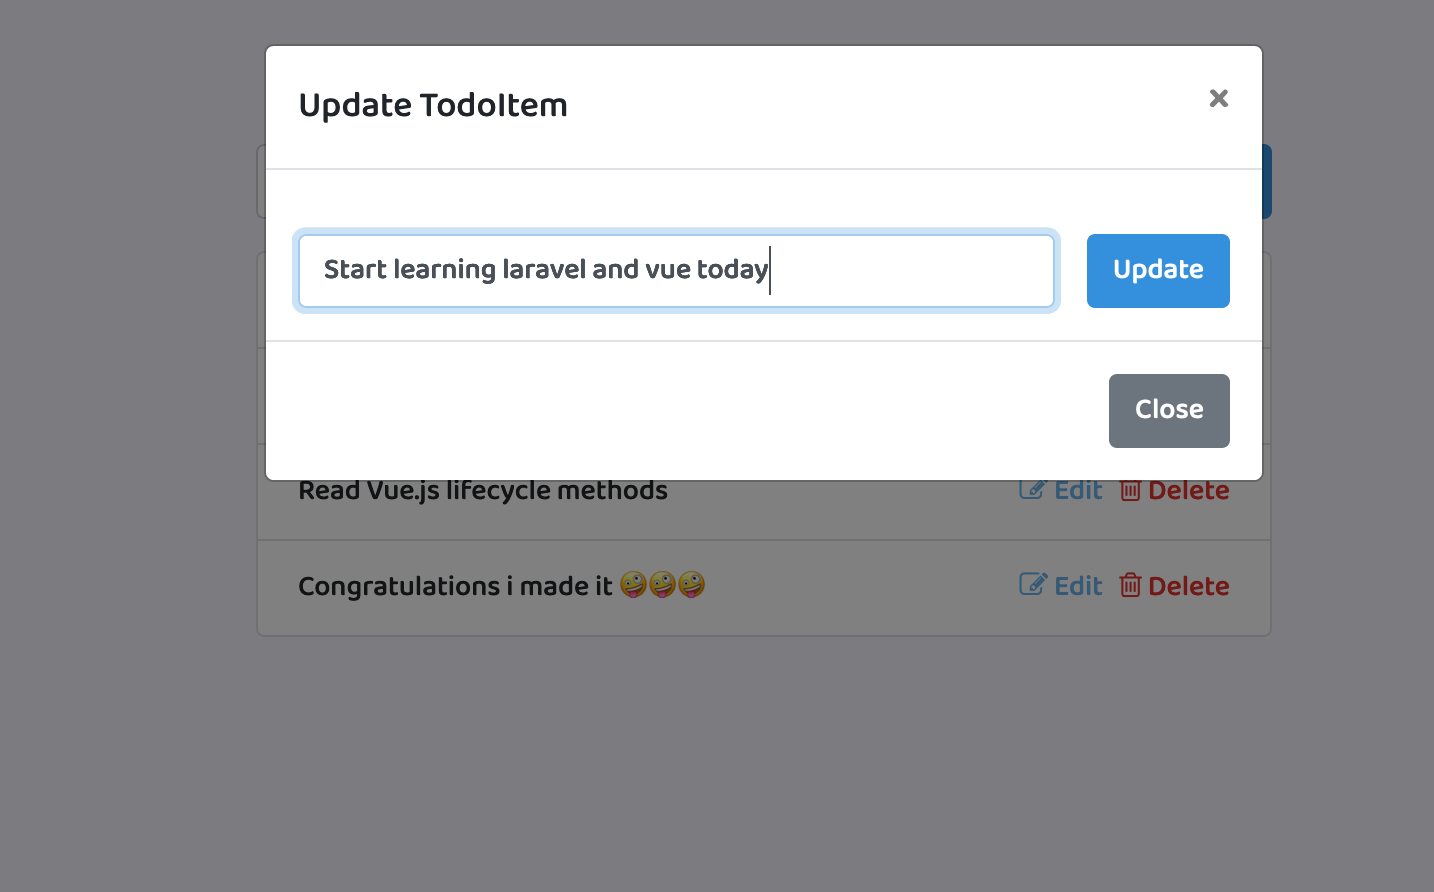 Update TodoItem
Start learning laravel and vue today
Update
Close
Read Vue.js lifecycle methods Edit Delete
Congratulations i made it 🤪🤪🤪 Edit Delete